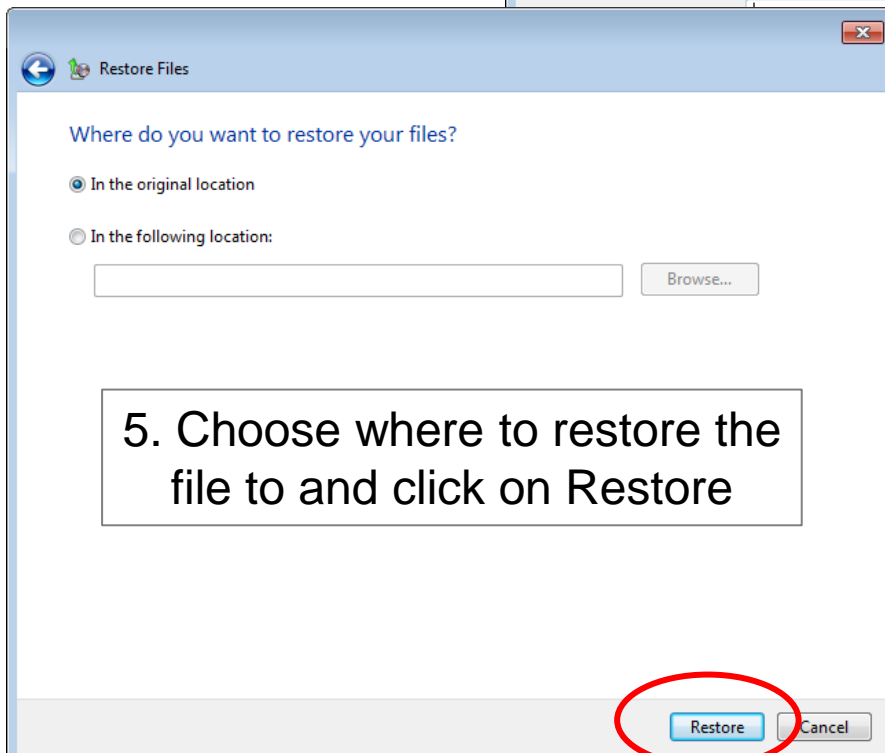 Restore Files
Where do you want to restore your files?
In the original location
In the following location:
Browse...
5. Choose where to restore the
file to and click on Restore
Restore
Cancel